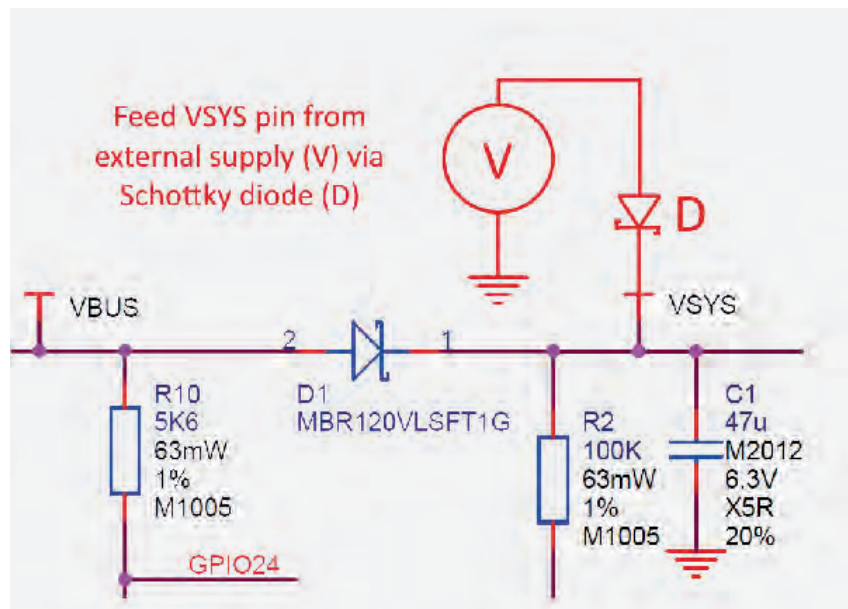 Feed VSYS pin from
external supply (V) via
Schottky diode (D)
V
D
VBUS
VSYS
2
1
R10
5K6
63mW
1%
M1005
D1
MBR120VLSFT1G
R2
100K
63mW
1%
M1005
C1
47u
M2012
6.3V
X5R
20%
GPIO24